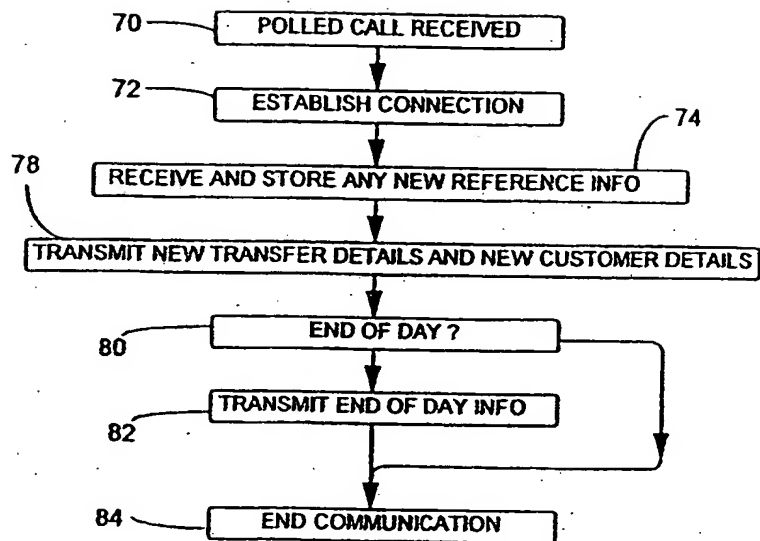 70
POLLED CALL RECEIVED
72
ESTABLISH CONNECTION
74
RECEIVE AND STORE ANY NEW REFERENCE INFO
78
TRANSMIT NEW TRANSFER DETAILS AND NEW CUSTOMER DETAILS
80
END OF DAY ?
82
TRANSMIT END OF DAY INFO
84
END COMMUNICATION